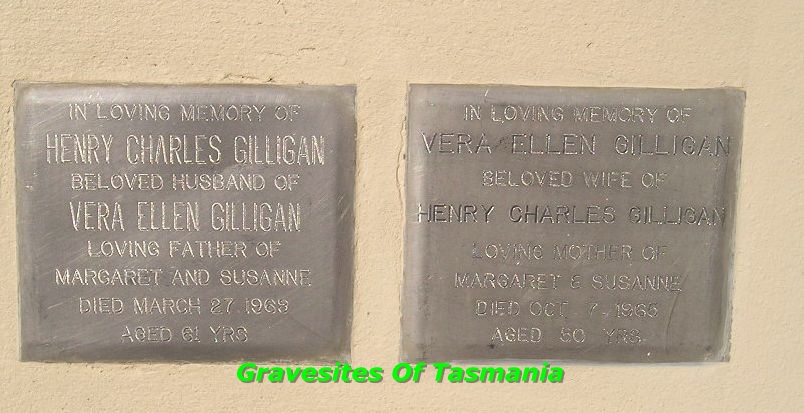 IN LOVING MEMORY OF
HENRY CHARLES GILLIGAN
BELOVED HUSBAND OF
VERA ELLEN GILLIGAN
LOVING FATHER OF
MARGARET AND SUSANNE
DIED MARCH 27 1965
AGED 61 YRS
IN LOVING MEMORY OF
VERA ELLEN GILLIGAN
BELOVED WIFE OF
HENRY CHARLES GILLIGAN
LOVING MOTHER OF
MARGARET & SUSANNE
DIED OCT. 7-1965
AGED YRS
Gravesites Of Tasmania